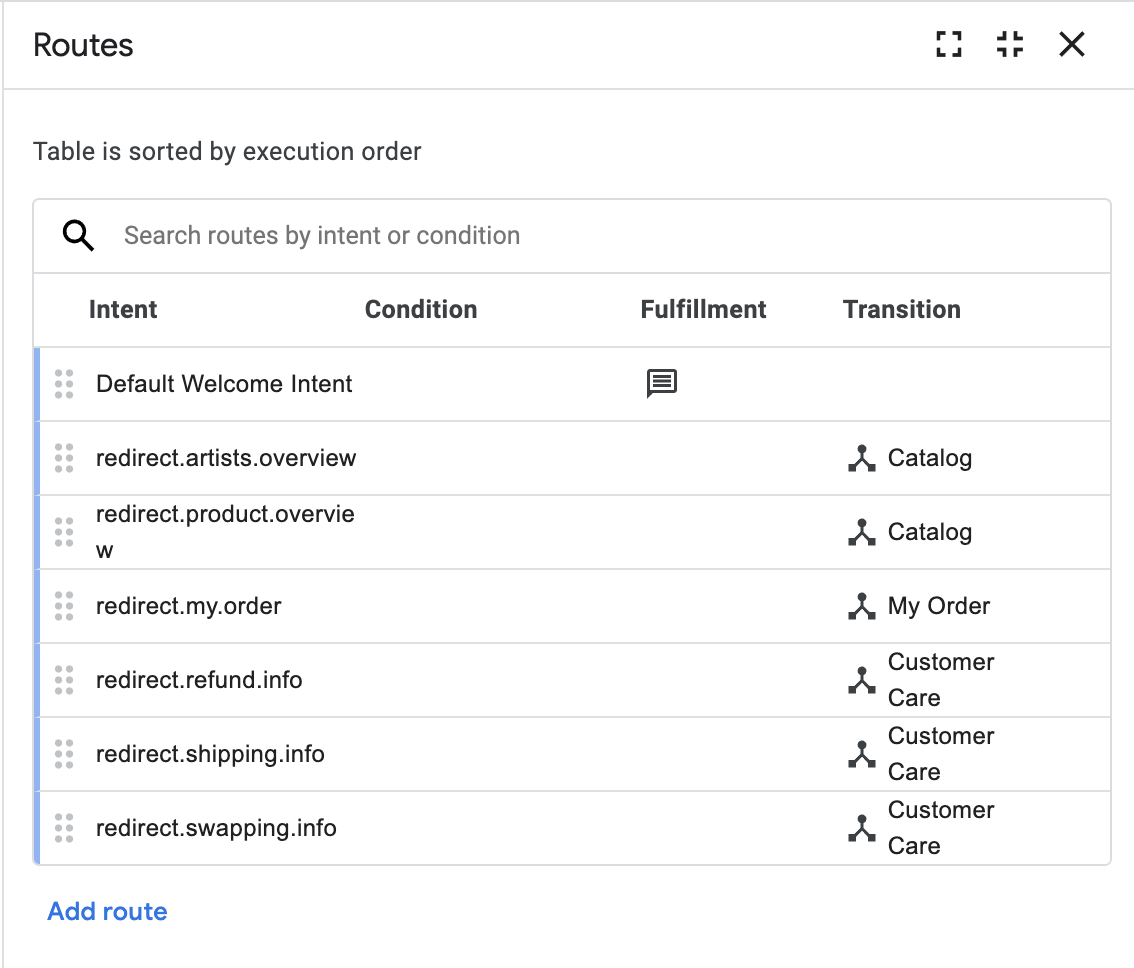 Routes
Table is sorted by execution order
Search routes by intent or condition
Intent Condition Fulfillment Transition
Default Welcome Intent
redirect.artists.overview Catalog
redirect.product.overvie
w
Catalog
redirect.my.order My Order
redirect.refund.info
Customer
Care
redirect.shipping.info
Customer
Care
redirect.swapping.info
Customer
Care
Add route